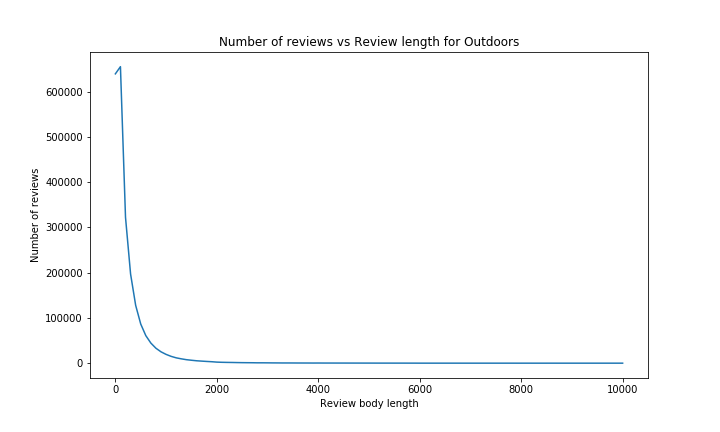 Number of reviews vs Review length for Outdoors
600000
500000
400000
300000
200000
100000
0
Number of reviews
0 2000 4000 6000 8000 10000
Review body length